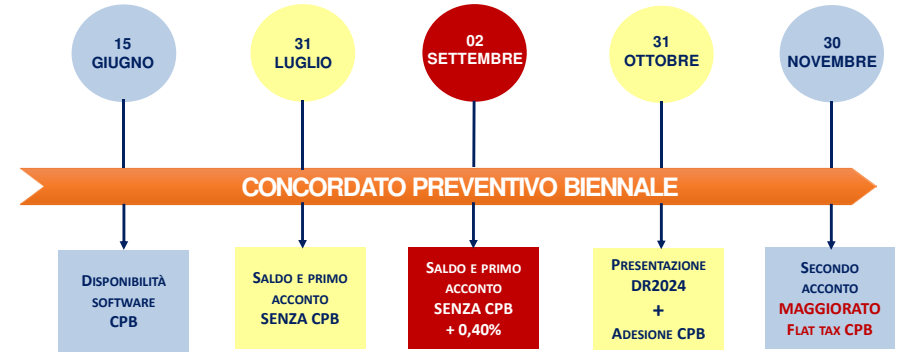 15
GIUGNO
31
LUGLIO
02
SETTEMBRE
31
OTTOBRE
30
NOVEMBRE
CONCORDATO PREVENTIVO BIENNALE
DISPONIBILITÀ
SOFTWARE
CPB
SALDO E PRIMO
ACCONTO
SENZA CPB
SALDO E PRIMO
ACCONTO
SENZA CPB
+ 0,40%
PRESENTAZIONE
DR2024
+
ADESIONE CPB
SECONDO
ACCONTO
MAGGIORATO
FLAT TAX CPB